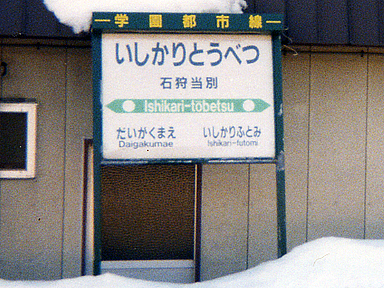 学園都市線
いしかりとうべつ
石狩当別
Ishikari-tōbetsu
だいがくまえ いしかりふとみ
Daigakumae Ishikari-futomi